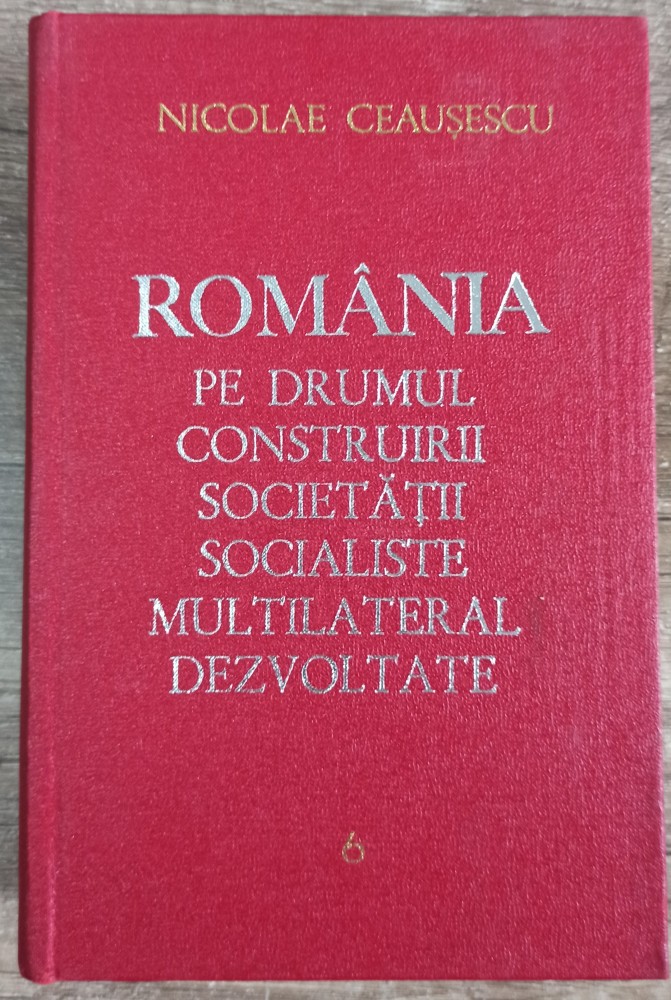 NICOLAE CEAUȘESCU
ROMÂNIA
PE DRUMUL
CONSTRUIRII
SOCIETĂȚII
SOCIALISTE
MULTILATERAL
DEZVOLTATE
6